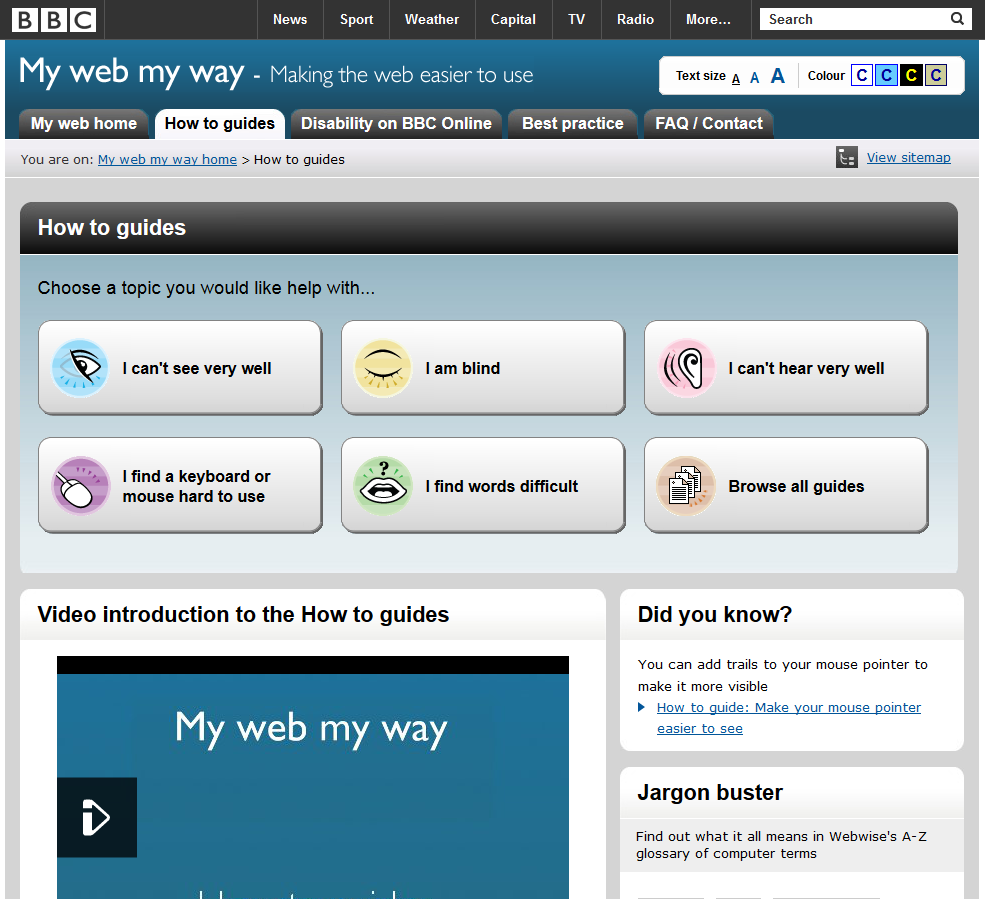 BBC News Sport Weather Capital TV Radio More... Search
My web my way - Making the web easier to use
Text size A A A Colour C C C C
My web home How to guides Disability on BBC Online Best practice FAQ / Contact
You are on: My web my way home > How to guides View sitemap
How to guides
Choose a topic you would like help with...
I can't see very well
I am blind
I can't hear very well
I find a keyboard or
mouse hard to use
? I find words difficult
Browse all guides
Video introduction to the How to guides
My web my way
Did you know?
You can add trails to your mouse pointer to
make it more visible
How to guide: Make your mouse pointer
easier to see
Jargon buster
Find out what it all means in Webwise's A-Z
glossary of computer terms